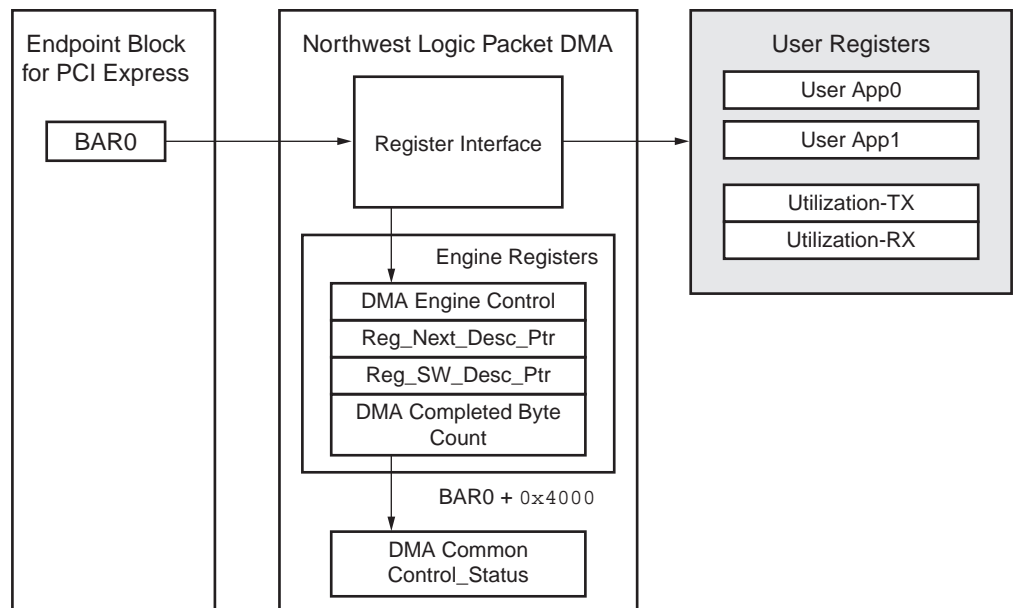 Endpoint Block
for PCI Express
BAR0
Northwest Logic Packet DMA
Register Interface
Engine Registers
DMA Engine Control
Reg_Next_Desc_Ptr
Reg_SW_Desc_Ptr
DMA Completed Byte
Count
BAR0 + 0x4000
DMA Common
Control_Status
User Registers
User App0
User App1
Utilization-TX
Utilization-RX